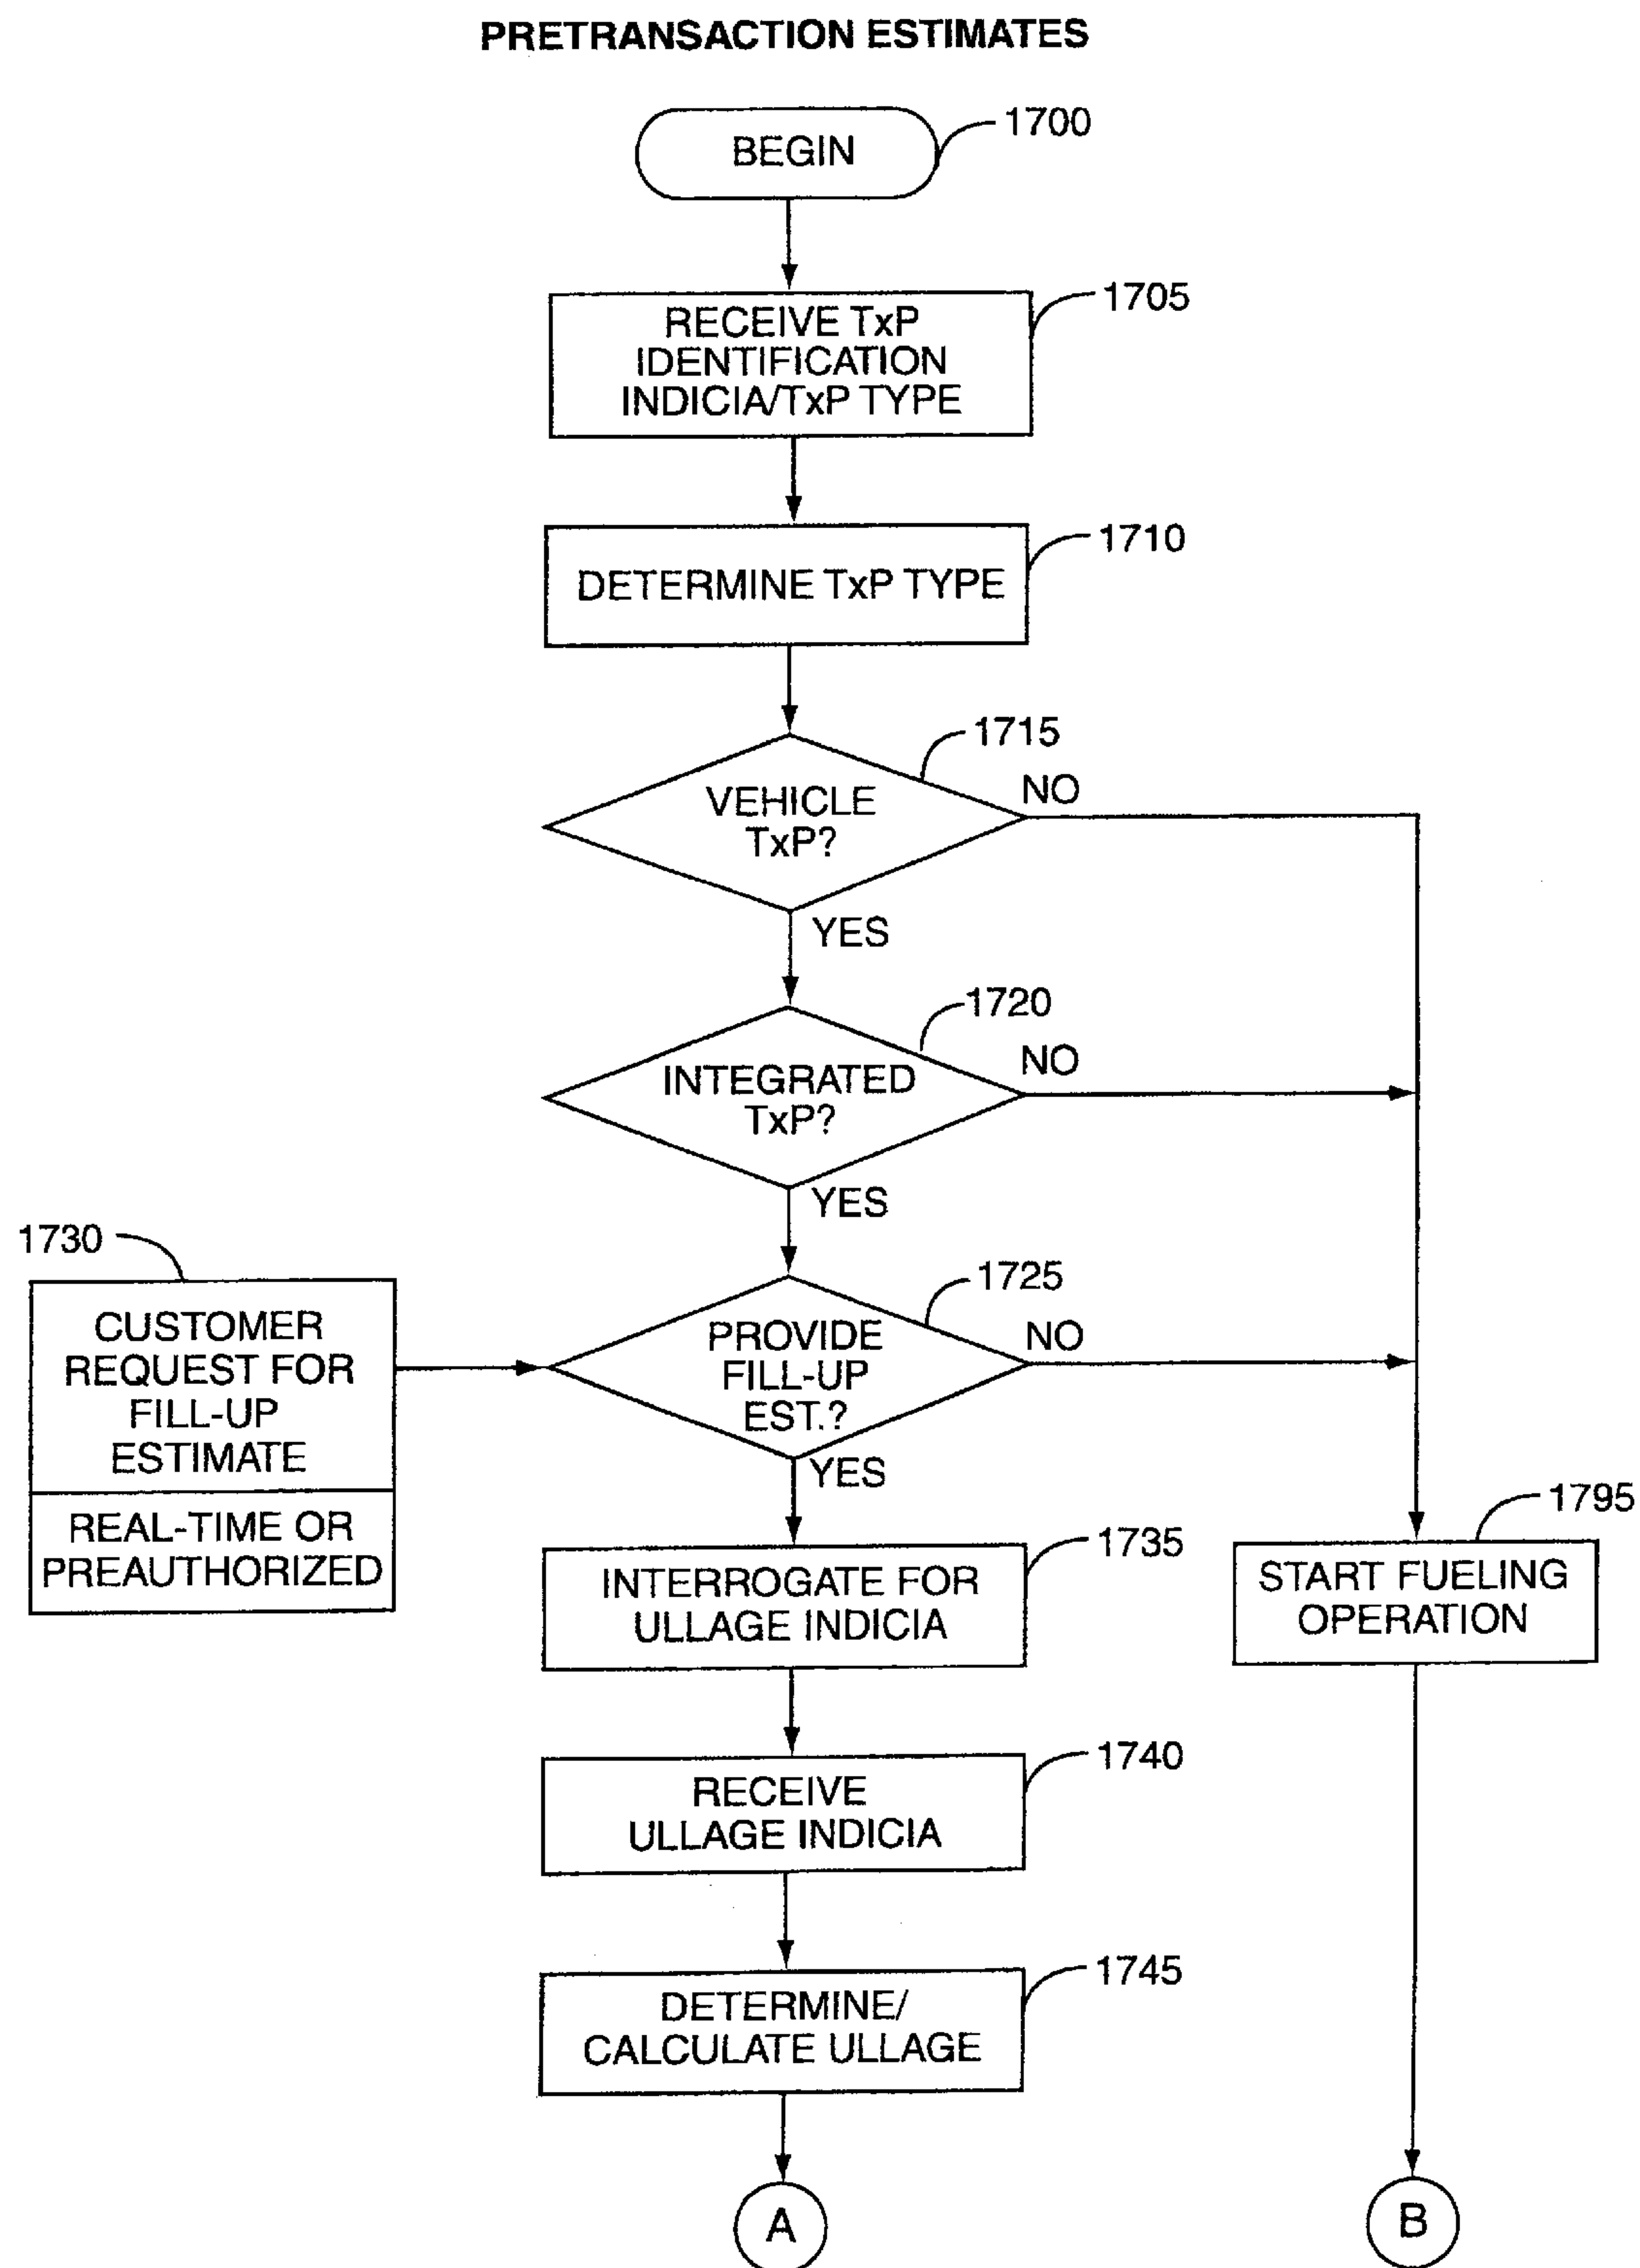 PRETRANSACTION ESTIMATES
BEGIN
1700
RECEIVE TxP
IDENTIFICATION
INDICIA/TxP TYPE
1705
DETERMINE TxP TYPE
1710
1715
VEHICLE
TxP?
NO
YES
1720
INTEGRATED
TxP?
NO
YES
1730
CUSTOMER
REQUEST FOR
FILL-UP
ESTIMATE
REAL-TIME OR
PREAUTHORIZED
1725
PROVIDE
FILL-UP
EST.?
NO
YES
1735
INTERROGATE FOR
ULLAGE INDICIA
1795
START FUELING
OPERATION
1740
RECEIVE
ULLAGE INDICIA
1745
DETERMINE/
CALCULATE ULLAGE
A
B